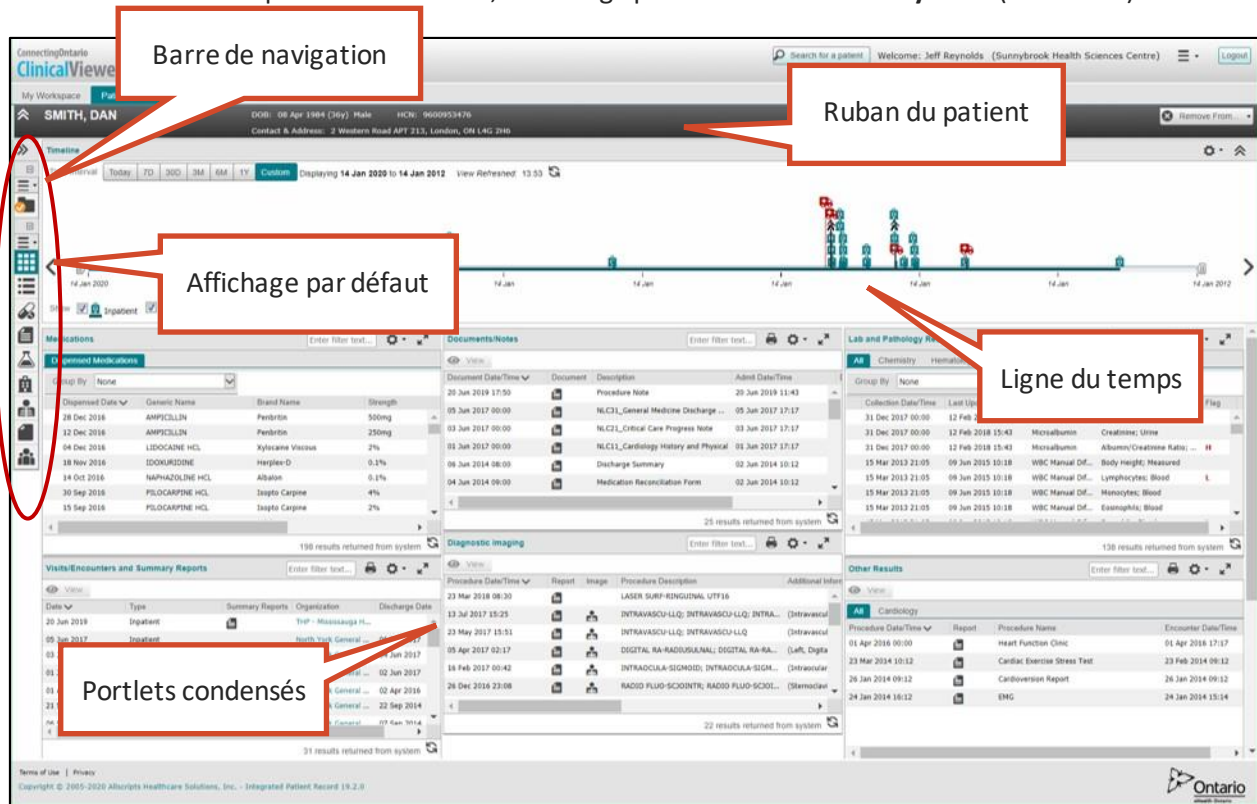 Barre de navigation
ConnectingOntario
ClinicalViewe
Search for a patient
Welcome: Jeff Reynolds (Sunnybrook Health Sciences Centre)
Logout
My Workspace
Ruban du patient
SMITH, DAN
DOB: 08 Apr 1984 (36y) Male HCN: 9600953476
Contact & Address: 2 Western Road APT 213, London, ON L4G 2H6
Remove From...
Timeline
Today 7D 30D 3M 6M 1Y Custom Displaying 14 Jan 2020 to 14 Jan 2012 View Refreshed: 13:53
Affichage par défaut
14 Jan 2020
14 Jan
14 Jan
14 Jan
14 Jan
14 Jan
14 Jan 2012
Show Inpatient
Ligne du temps
Medications
Enter filter text...
Dispensed Medications
Group By None
Dispensed Date Generic Name Brand Name Strength
28 Dec 2016 AMPICILLIN Penbritin 500mg
12 Dec 2016 AMPICILLIN Penbritin 250mg
04 Dec 2016 LIDOCAINE HCL Xylocaine Viscous 2%
18 Nov 2016 IDOXURIDINE Herplex-D 0.1%
14 Oct 2016 NAPHAZOLINE HCL Albalon 0.1%
30 Sep 2016 PILOCARPINE HCL Isopto Carpine 4%
15 Sep 2016 PILOCARPINE HCL Isopto Carpine 2%
198 results returned from system
Documents/Notes
Enter filter text...
View
Document Date/Time Document Description Admit Date/Time
20 Jun 2019 17:50 Procedure Note 20 Jun 2019 11:43
05 Jun 2017 00:00 NLC31_General Medicine Discharge ... 05 Jun 2017 17:17
03 Jun 2017 00:00 NLC21_Critical Care Progress Note 03 Jun 2017 17:17
01 Jun 2017 00:00 NLC11_Cardiology History and Physical 01 Jun 2017 17:17
06 Jun 2014 08:00 Discharge Summary 02 Jun 2014 10:12
04 Jun 2014 09:00 Medication Reconciliation Form 02 Jun 2014 10:12
25 results returned from system
Lab and Pathology Re
All Chemistry
Group By None
Collection Date/Time Flag
31 Dec 2017 00:00
31 Dec 2017 00:00 12 Feb 2018 15:43 Microalbumin Creatinine; Urine
31 Dec 2017 00:00 12 Feb 2018 15:43 Microalbumin Albumin/Creatinine Ratio; ... H
15 Mar 2013 21:05 09 Jun 2015 10:18 WBC Manual Dif... Body Height; Measured
15 Mar 2013 21:05 09 Jun 2015 10:18 WBC Manual Dif... Lymphocytes; Blood L
15 Mar 2013 21:05 09 Jun 2015 10:18 WBC Manual Dif... Monocytes; Blood
15 Mar 2013 21:05 09 Jun 2015 10:18 WBC Manual Dif... Eosinophils; Blood
138 results returned from system
Visits/Encounters and Summary Reports
Enter filter text...
View
Date Type Summary Reports Organization Discharge Date
20 Jun 2019 Inpatient THP - Mississauga H...
05 Jun 2017 Inpatient North York General ...
Jun 2017
General ... 02 Jun 2017
General ... 02 Apr 2016
General ... 22 Sep 2014
Portlets condensés
31 results returned from system
Diagnostic Imaging
Enter filter text...
View
Procedure Date/Time Report Image Procedure Description Additional Inform
23 Mar 2018 08:30 LASER SURF-RINGUINAL UTF16
13 Jul 2017 15:25 INTRAVASCU-LLQ; INTRAVASCU-LLQ; INTRA... (Intravascul
23 May 2017 15:51 INTRAVASCU-LLQ; INTRAVASCU-LLQ (Intravascul
05 Apr 2017 02:17 DIGITAL RA-RADIUSULNAL; DIGITAL RA-RA... (Left, Digita
16 Feb 2017 00:42 INTRAOCULA-SIGMOID; INTRAOCULA-SIGM... (Intraocular
26 Dec 2016 23:08 RADIO FLUO-SCJOINTR; RADIO FLUO-SCJOI... (Sternoclavi
22 results returned from system
Other Results
Enter filter text...
View
All Cardiology
Procedure Date/Time Report Procedure Name Encounter Date/Time
01 Apr 2016 00:00 Heart Function Clinic 01 Apr 2016 17:17
23 Mar 2014 10:12 Cardiac Exercise Stress Test 23 Feb 2014 09:12
26 Jan 2014 09:12 Cardioversion Report 26 Jan 2014 09:12
24 Jan 2014 16:12 EMG 24 Jan 2014 15:14
Terms of Use | Privacy
Copyright © 2005-2020 Allscripts Healthcare Solutions, Inc. - Integrated Patient Record 19.2.0
Ontario
eHealth Ontario